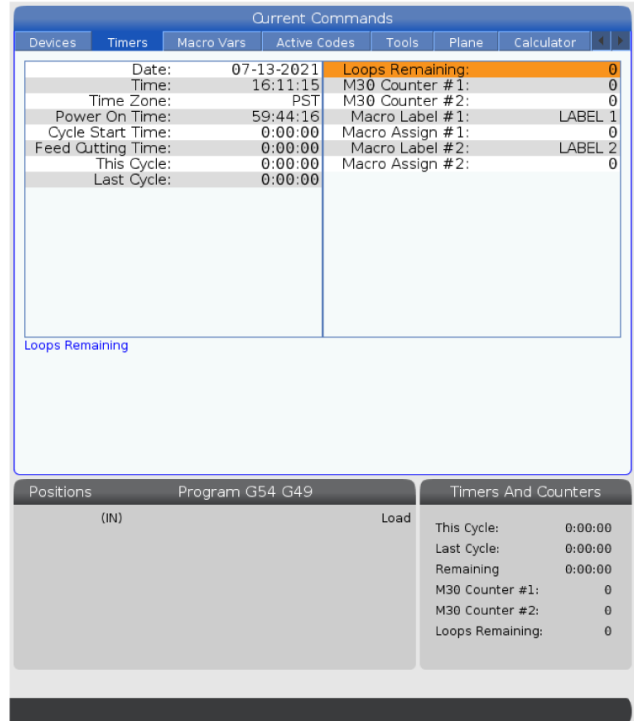 Current Commands
Devices Timers Macro Vars Active Codes Tools Plane Calculator
Date: 07-13-2021 Loops Remaining: 0
Time: 16:11:15 M30 Counter #1: 0
Time Zone: PST M30 Counter #2: 0
Power On Time: 59:44:16 Macro Label #1: LABEL 1
Cycle Start Time: 0:00:00 Macro Assign #1: 0
Feed Cutting Time: 0:00:00 Macro Label #2: LABEL 2
This Cycle: 0:00:00 Macro Assign #2: 0
Last Cycle: 0:00:00
Loops Remaining
Positions Program G54 G49
(IN) Load
Timers And Counters
This Cycle: 0:00:00
Last Cycle: 0:00:00
Remaining 0:00:00
M30 Counter #1: 0
M30 Counter #2: 0
Loops Remaining: 0